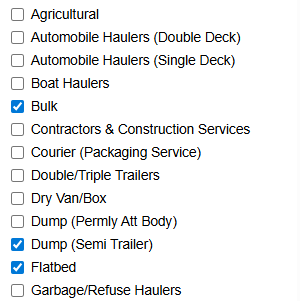 Agricultural
Automobile Haulers (Double Deck)
Automobile Haulers (Single Deck)
Boat Haulers
Bulk
Contractors & Construction Services
Courier (Packaging Service)
Double/Triple Trailers
Dry Van/Box
Dump (Permly Att Body)
Dump (Semi Trailer)
Flatbed
Garbage/Refuse Haulers